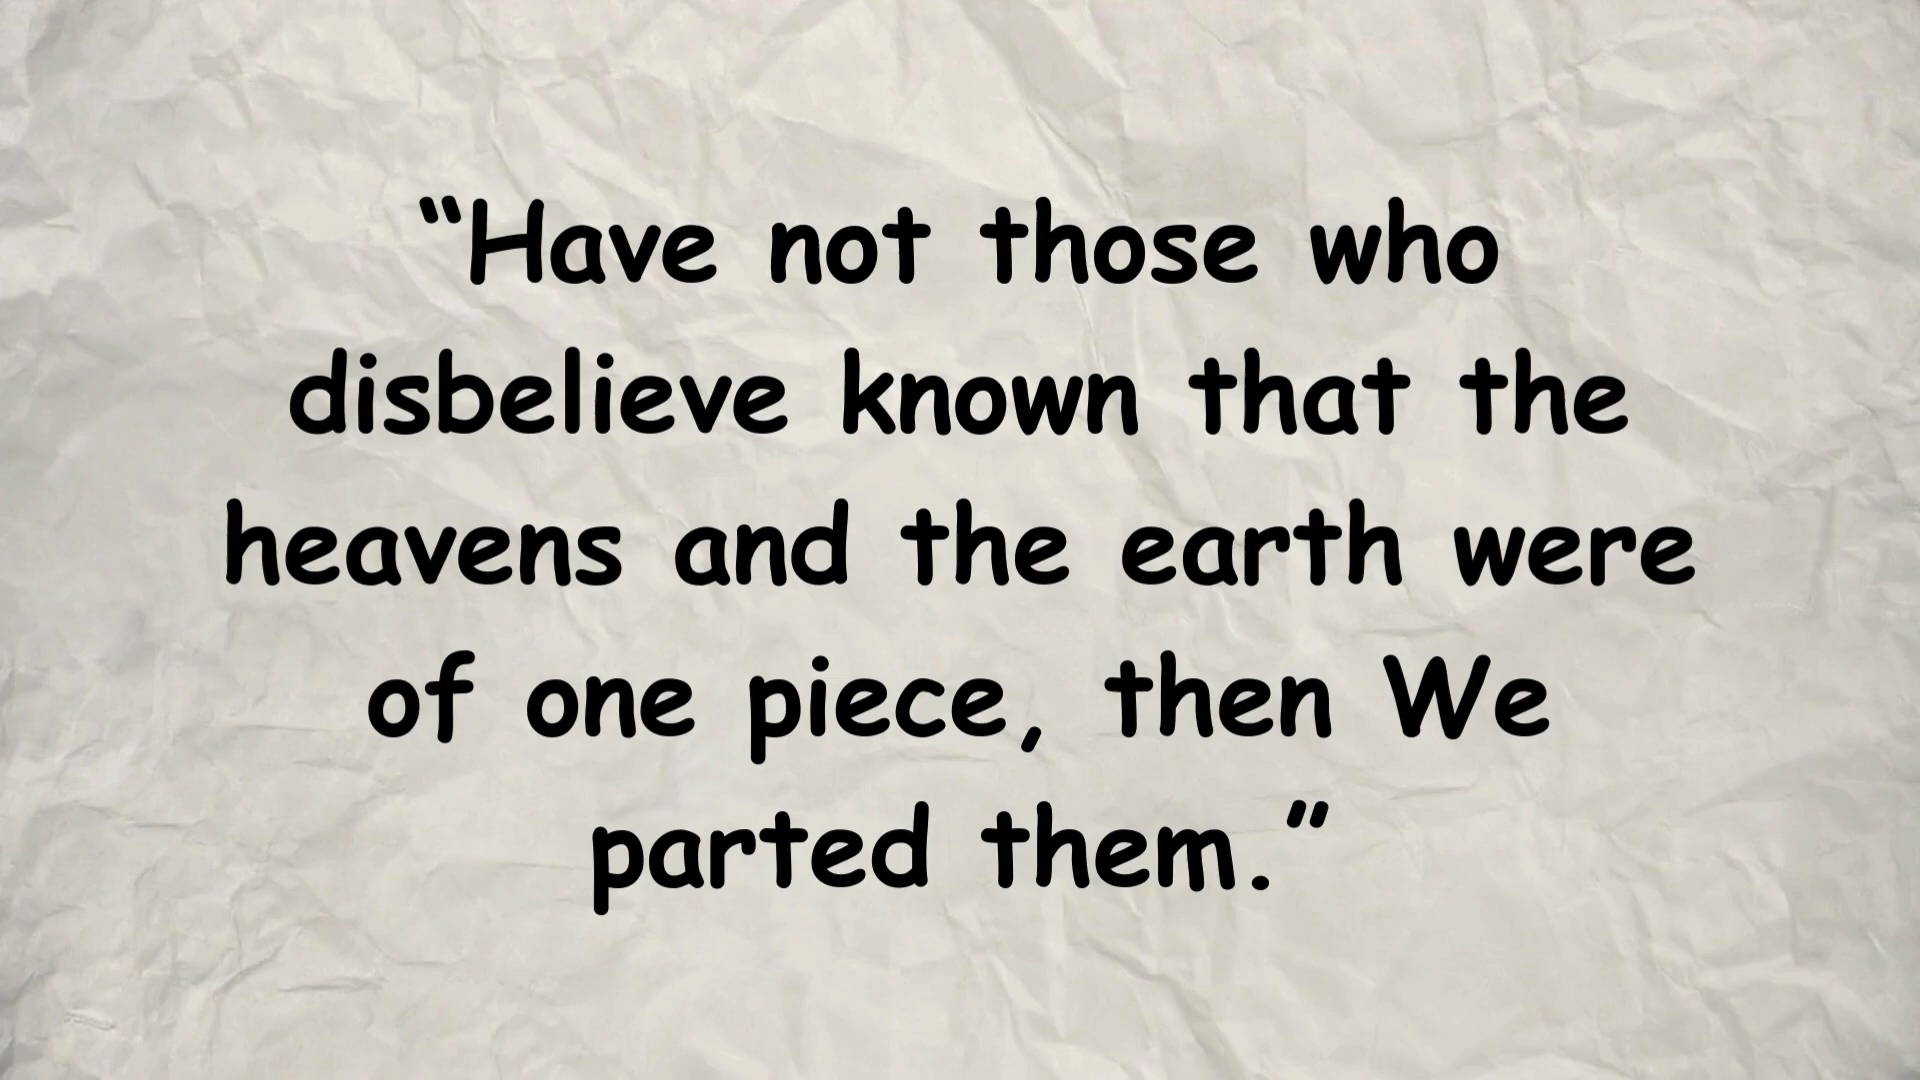 “Have not those who
disbelieve known that the
heavens and the earth were
of one piece, then We
parted them.”